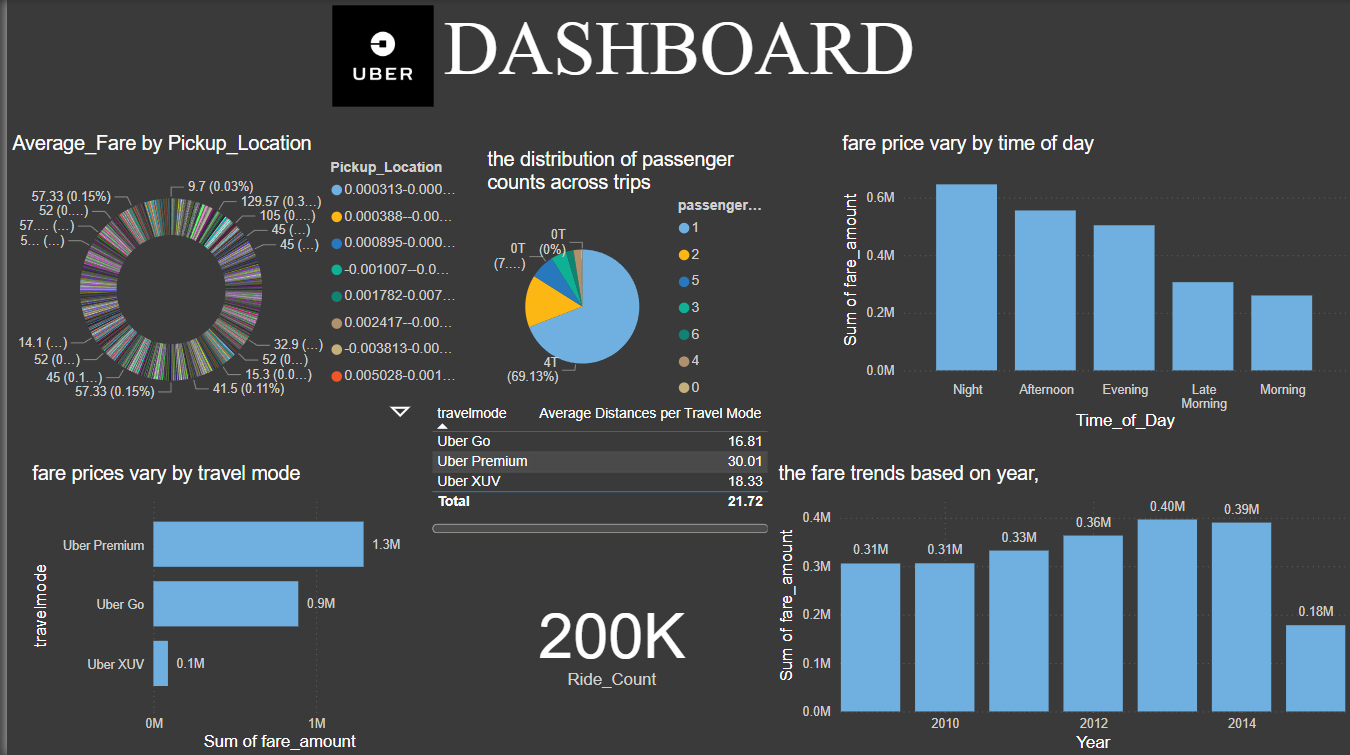 UBER
DASHBOARD
Average_Fare by Pickup_Location
9.7 (0.03%)
129.57 (0.3...)
105 (0....)
45 (...)
45 (...)
32.9 (...)
52 (0...)
15.3 (0.0...)
41.5 (0.11%)
57.33 (0.15%)
45 (0.1...)
52 (0...)
14.1 (...)
5... (...)
57.... (...)
52 (0....)
57.33 (0.15%)
Pickup_Location
0.000313-0.000...
0.000388--0.00...
0.000895-0.000...
-0.001007--0.0...
0.001782-0.007...
0.002417--0.00...
-0.003813-0.00...
0.005028-0.001...
the distribution of passenger
counts across trips
0T
(0%)
0T
(7....)
4T
(69.13%)
passenger...
1
2
5
3
6
4
0
fare price vary by time of day
Sum of fare_amount
0.6M
0.4M
0.2M
0.0M
Night
Afternoon
Evening
Late
Morning
Morning
Time_of_Day
travelmode Average Distances per Travel Mode
Uber Go 16.81
Uber Premium 30.01
Uber XUV 18.33
Total 21.72
fare prices vary by travel mode
travelmode
Uber Premium 1.3M
Uber Go 0.9M
Uber XUV 0.1M
0M 1M
Sum of fare_amount
200K
Ride_Count
the fare trends based on year,
Sum of fare_amount
0.4M
0.3M
0.2M
0.1M
0.0M
0.31M
0.31M
0.33M
0.36M
0.40M
0.39M
0.18M
2010 2012 2014
Year